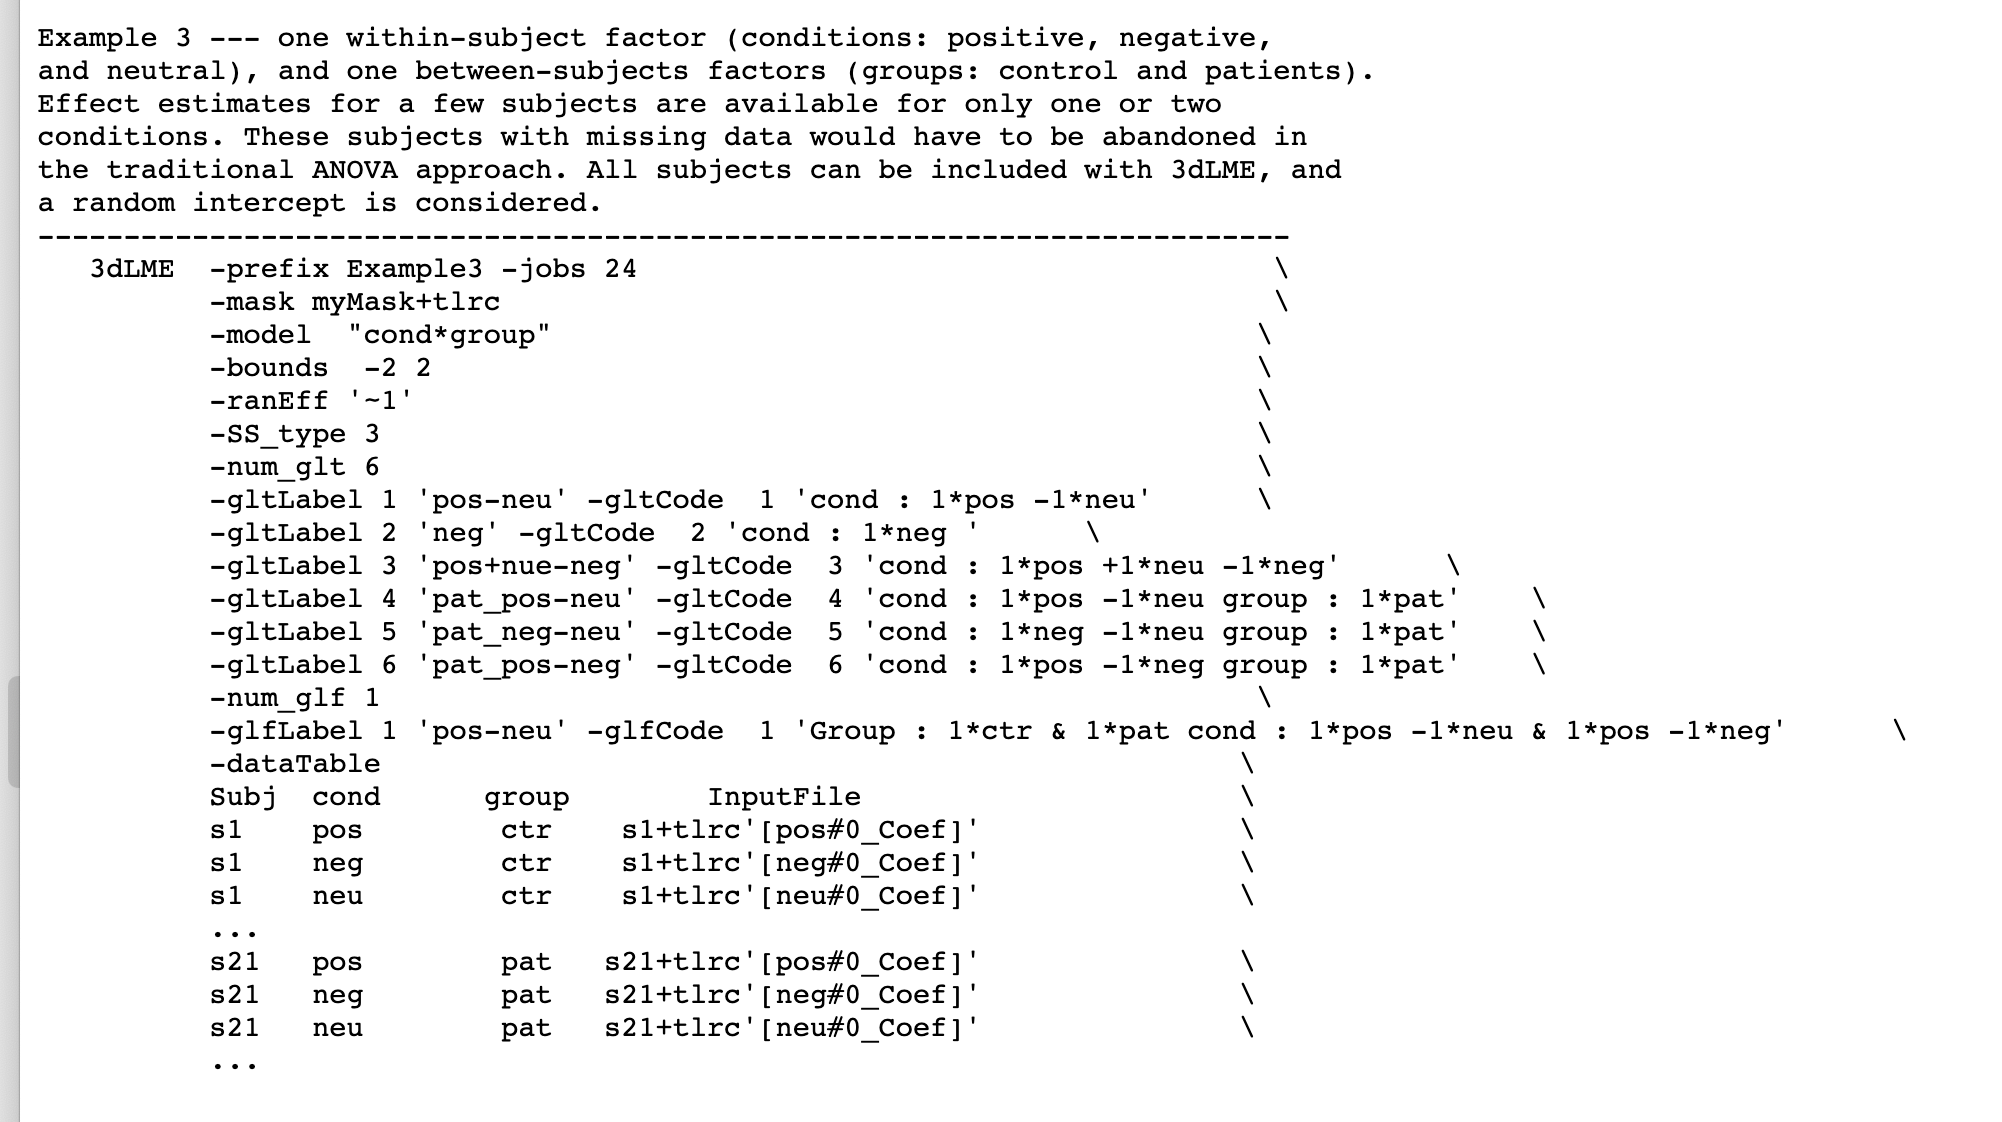 Example 3 --- one within-subject factor (conditions: positive, negative,
and neutral), and one between-subjects factors (groups: control and patients).
Effect estimates for a few subjects are available for only one or two
conditions. These subjects with missing data would have to be abandoned in
the traditional ANOVA approach. All subjects can be included with 3dLME, and
a random intercept is considered.
-------------------------------------------------------------------------
3dLME  -prefix Example3 -jobs 24 \
-mask myMask+tlrc \
-model  "cond*group" \
-bounds  -2 2 \
-ranEff '~1' \
-SS_type 3 \
-num_glt 6 \
-gltLabel 1 'pos-neu' -gltCode  1 'cond : 1*pos -1*neu' \
-gltLabel 2 'neg' -gltCode  2 'cond : 1*neg ' \
-gltLabel 3 'pos+nue-neg' -gltCode  3 'cond : 1*pos +1*neu -1*neg' \
-gltLabel 4 'pat_pos-neu' -gltCode  4 'cond : 1*pos -1*neu group : 1*pat' \
-gltLabel 5 'pat_neg-neu' -gltCode  5 'cond : 1*neg -1*neu group : 1*pat' \
-gltLabel 6 'pat_pos-neg' -gltCode  6 'cond : 1*pos -1*neg group : 1*pat' \
-num_glf 1 \
-glfLabel 1 'pos-neu' -glfCode  1 'Group : 1*ctr & 1*pat cond : 1*pos -1*neu & 1*pos -1*neg' \
-dataTable \
Subj  cond  group  InputFile \
s1  pos  ctr  s1+tlrc'[pos#0_Coef]' \
s1  neg  ctr  s1+tlrc'[neg#0_Coef]' \
s1  neu  ctr  s1+tlrc'[neu#0_Coef]' \
...
s21  pos  pat  s21+tlrc'[pos#0_Coef]' \
s21  neg  pat  s21+tlrc'[neg#0_Coef]' \
s21  neu  pat  s21+tlrc'[neu#0_Coef]' \
...